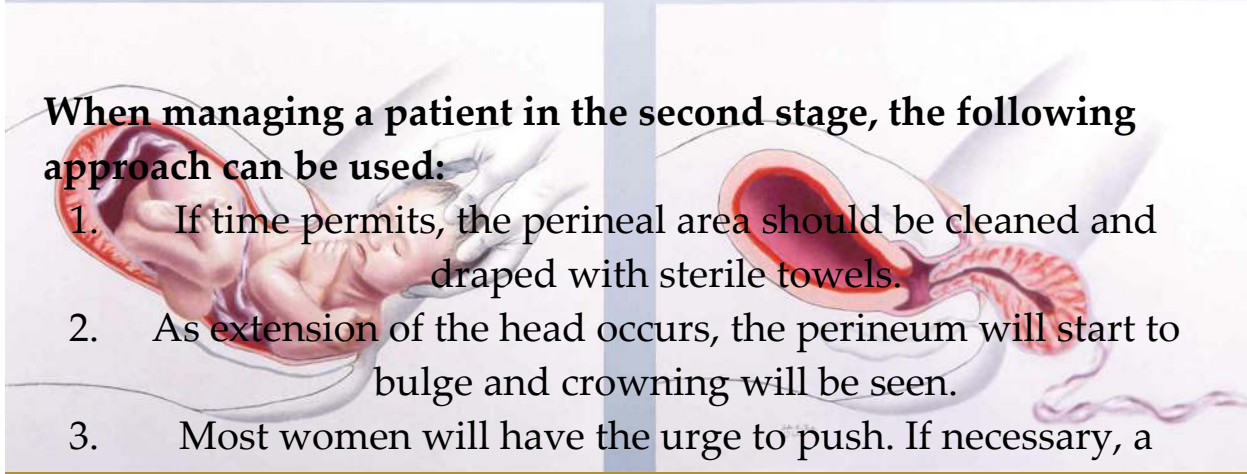 When managing a patient in the second stage, the following
approach can be used:
1. If time permits, the perineal area should be cleaned and
draped with sterile towels.
2. As extension of the head occurs, the perineum will start to
bulge and crowning will be seen.
3. Most women will have the urge to push. If necessary, a